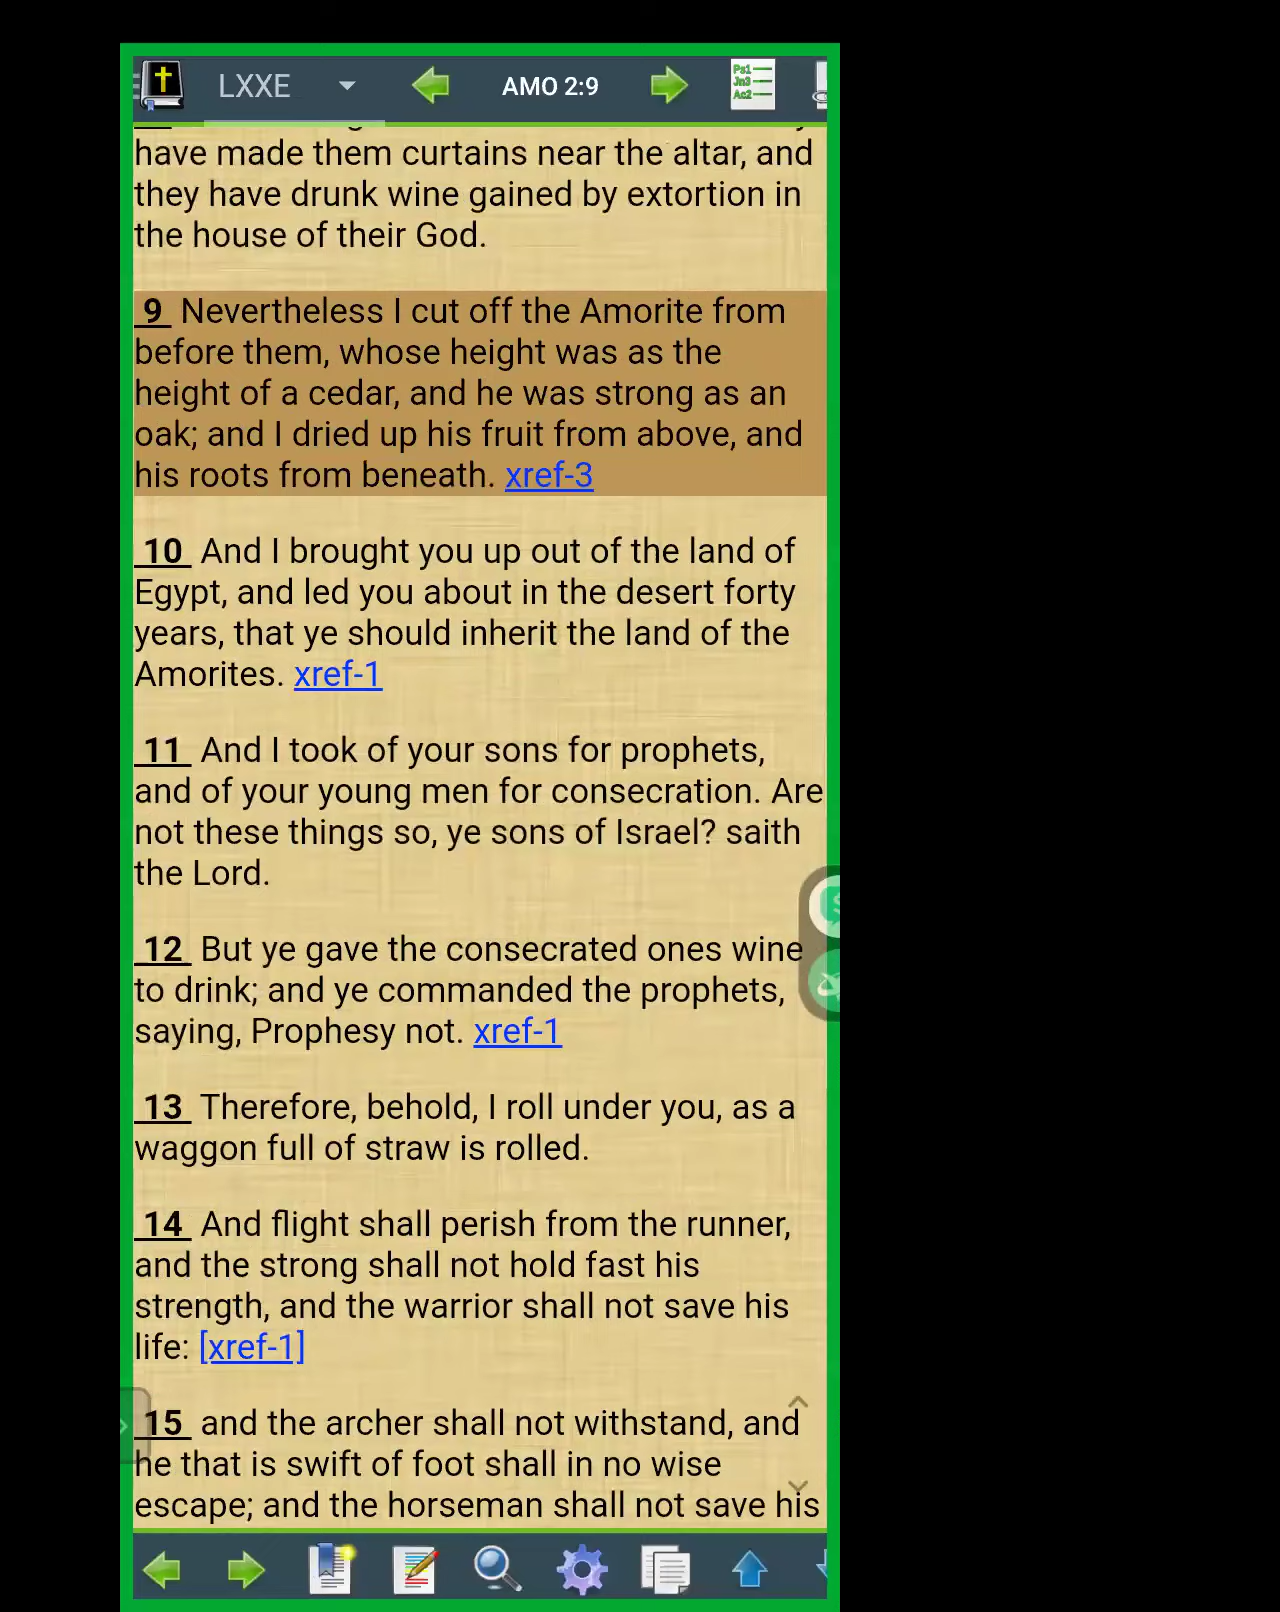 LXXE
AMO 2:9
Ps1
Jn3
Ac2
have made them curtains near the altar, and
they have drunk wine gained by extortion in
the house of their God.
9 Nevertheless I cut off the Amorite from
before them, whose height was as the
height of a cedar, and he was strong as an
oak; and I dried up his fruit from above, and
his roots from beneath. xref-3
10 And I brought you up out of the land of
Egypt, and led you about in the desert forty
years, that ye should inherit the land of the
Amorites. xref-1
11 And I took of your sons for prophets,
and of your young men for consecration. Are
not these things so, ye sons of Israel? saith
the Lord.
12 But ye gave the consecrated ones wine
to drink; and ye commanded the prophets,
saying, Prophesy not. xref-1
13 Therefore, behold, I roll under you, as a
waggon full of straw is rolled.
14 And flight shall perish from the runner,
and the strong shall not hold fast his
strength, and the warrior shall not save his
life: [xref-1]
15 and the archer shall not withstand, and
he that is swift of foot shall in no wise
escape; and the horseman shall not save his